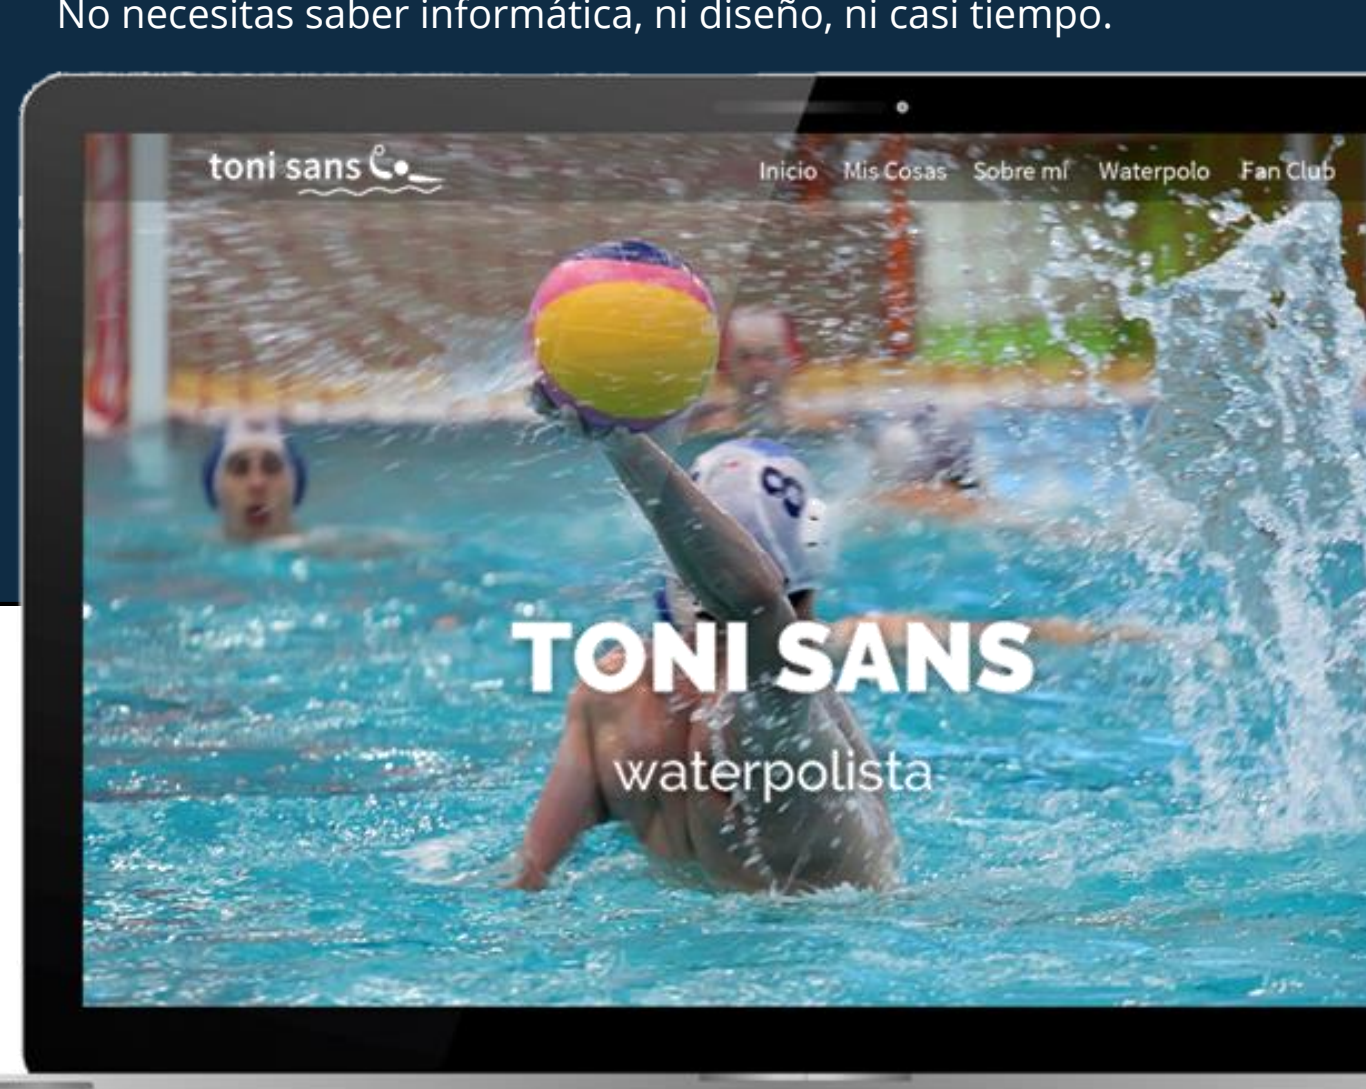 No necesitas saber informática, ni diseño, ni casi tiempo.
toni sans
Inicio Mis Cosas Sobre mí Waterpolo Fan Club
8
TONI SANS
waterpolista